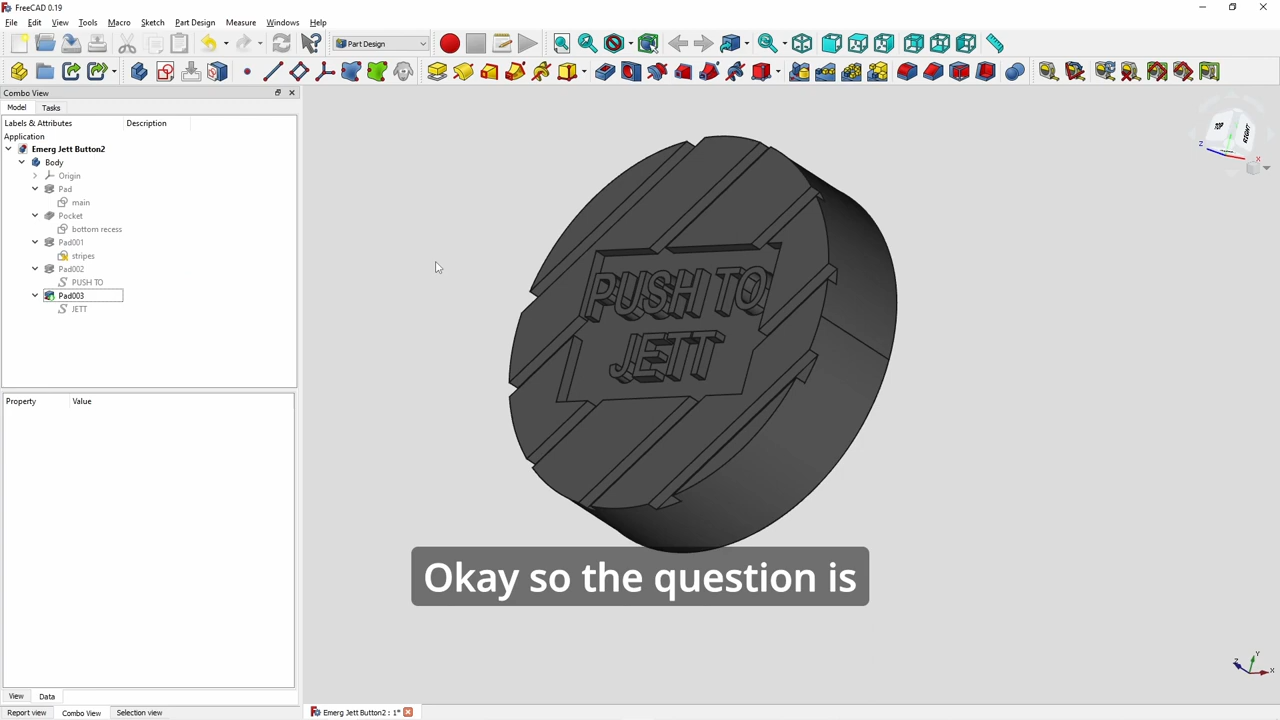 FreeCAD 0.19
File Edit View Tools Macro Sketch Part Design Measure Windows Help
Part Design
Combo View
Model Tasks
Labels & Attributes Description
Application
Emerg Jett Button2
Body
Origin
Pad
main
Pocket
bottom recess
Pad001
stripes
Pad002
PUSH TO
Pad003
JETT
Property Value
View Data
Report view Combo View Selection view
TOP RIGHT
Z X
PUSH TO
JETT
Okay so the question is
Y
Z X
Emerg Jett Button2 : 1*